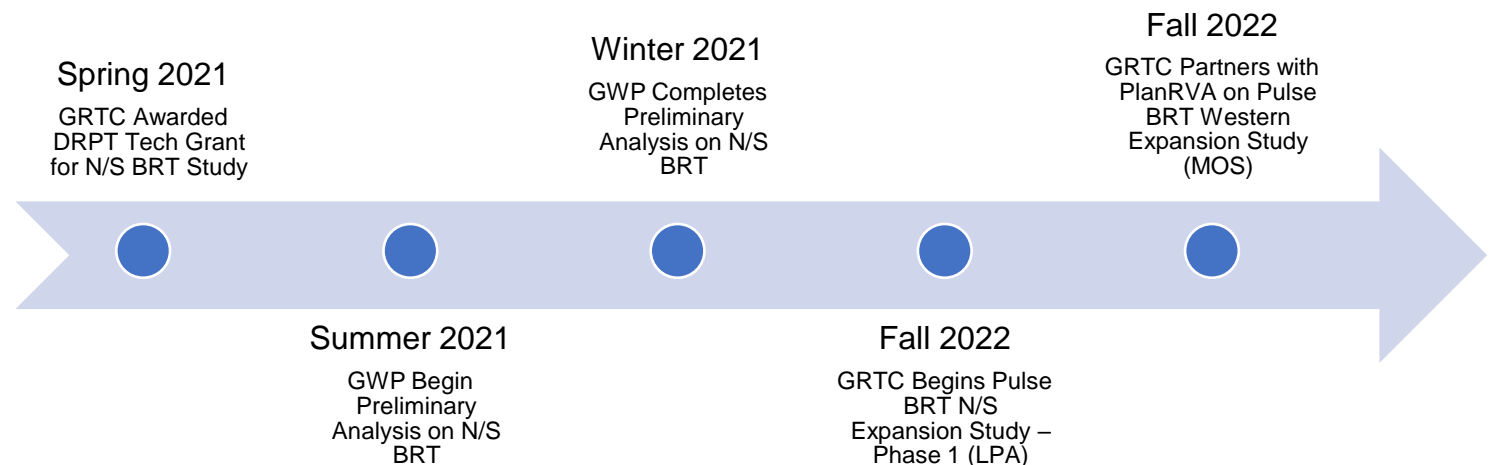 Spring 2021
GRTC Awarded
DRPT Tech Grant
for N/S BRT Study
Summer 2021
GWP Begin
Preliminary
Analysis on N/S
BRT
Winter 2021
GWP Completes
Preliminary
Analysis on N/S
BRT
Fall 2022
GRTC Begins Pulse
BRT N/S
Expansion Study –
Phase 1 (LPA)
Fall 2022
GRTC Partners with
PlanRVA on Pulse
BRT Western
Expansion Study
(MOS)